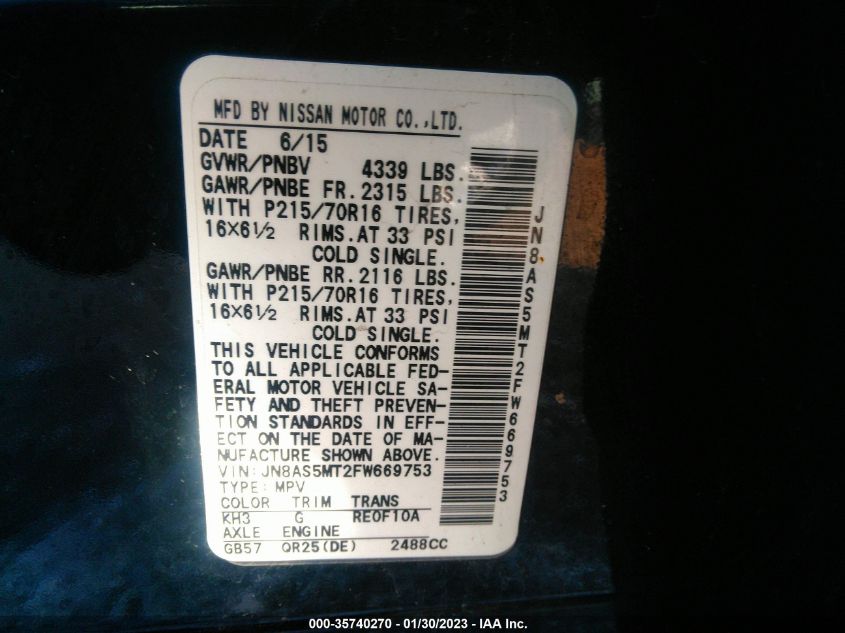 MFD BY NISSAN MOTOR CO.,LTD.
DATE 6/15
GVWR/PNBV 4339 LBS.
GAWR/PNBE FR. 2315 LBS.
WITH P215/70R16 TIRES,
16X6½ RIMS. AT 33 PSI
COLD SINGLE.
GAWR/PNBE RR. 2116 LBS.
WITH P215/70R16 TIRES,
16X6½ RIMS. AT 33 PSI
COLD SINGLE.
THIS VEHICLE CONFORMS
TO ALL APPLICABLE FED-
ERAL MOTOR VEHICLE SA-
FETY AND THEFT PREVEN-
TION STANDARDS IN EFF-
ECT ON THE DATE OF MA-
NUFACTURE SHOWN ABOVE.
VIN: JN8AS5MT2FW669753
TYPE: MPV
COLOR TRIM TRANS
KH3 G RE0F10A
AXLE ENGINE
GB57 QR25(DE) 2488CC
JN8AS5MT2FW669753
000-35740270 - 01/30/2023 - IAA Inc.